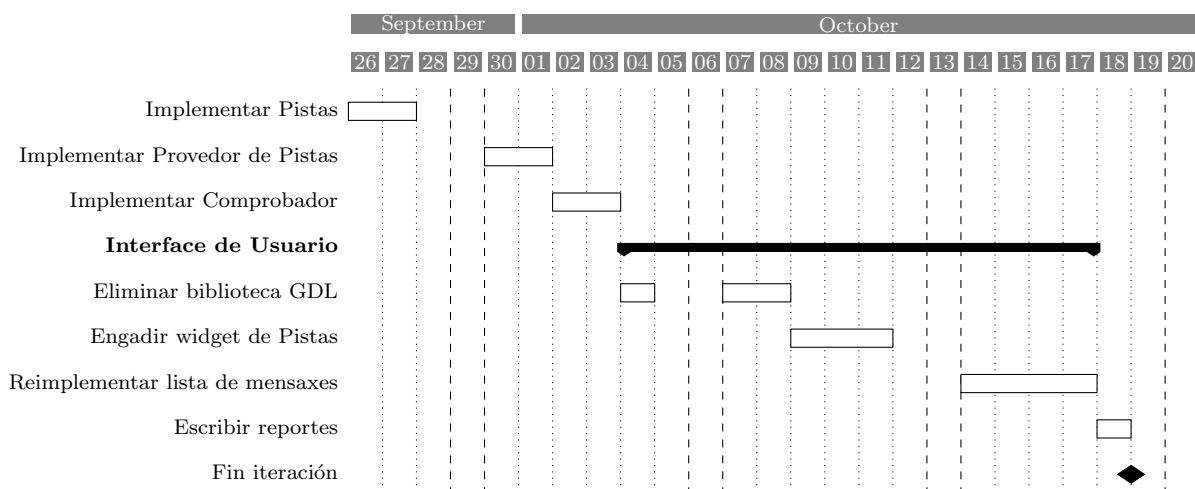 September October
26 27 28 29 30 01 02 03 04 05 06 07 08 09 10 11 12 13 14 15 16 17 18 19 20
Implementar Pistas
Implementar Provedor de Pistas
Implementar Comprobador
Interface de Usuario
Eliminar biblioteca GDL
Engadir widget de Pistas
Reimplementar lista de mensaxes
Escribir reportes
Fin iteración